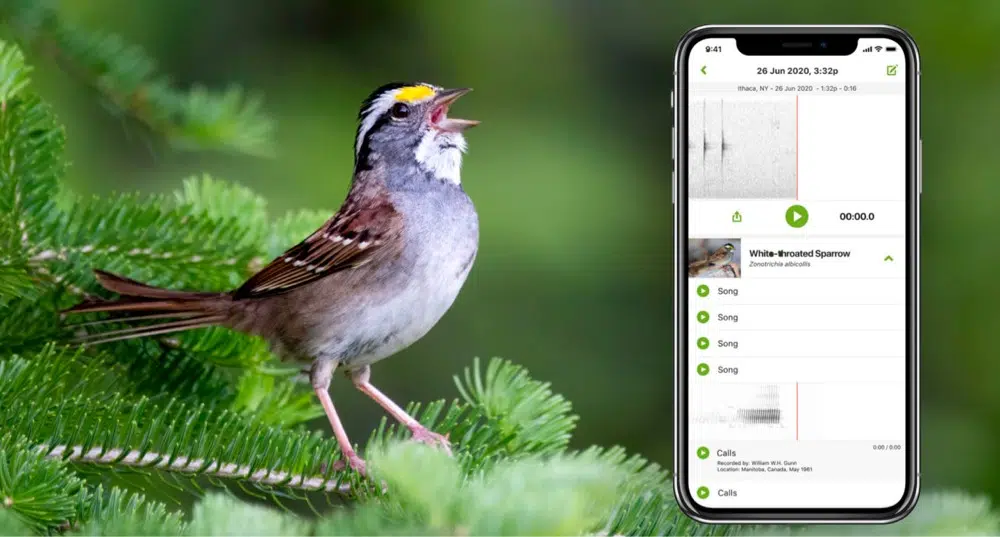 9:41
26 Jun 2020, 3:32p
Ithaca, NY - 26 Jun 2020 - 1:32p - 0:16
00:00.0
White-throated Sparrow
Zonotrichia albicollis
Song
Song
Song
Song
0:00 / 0:00
Calls
Recorded by: William W.H. Gunn
Location: Manitoba, Canada, May 1961
Calls